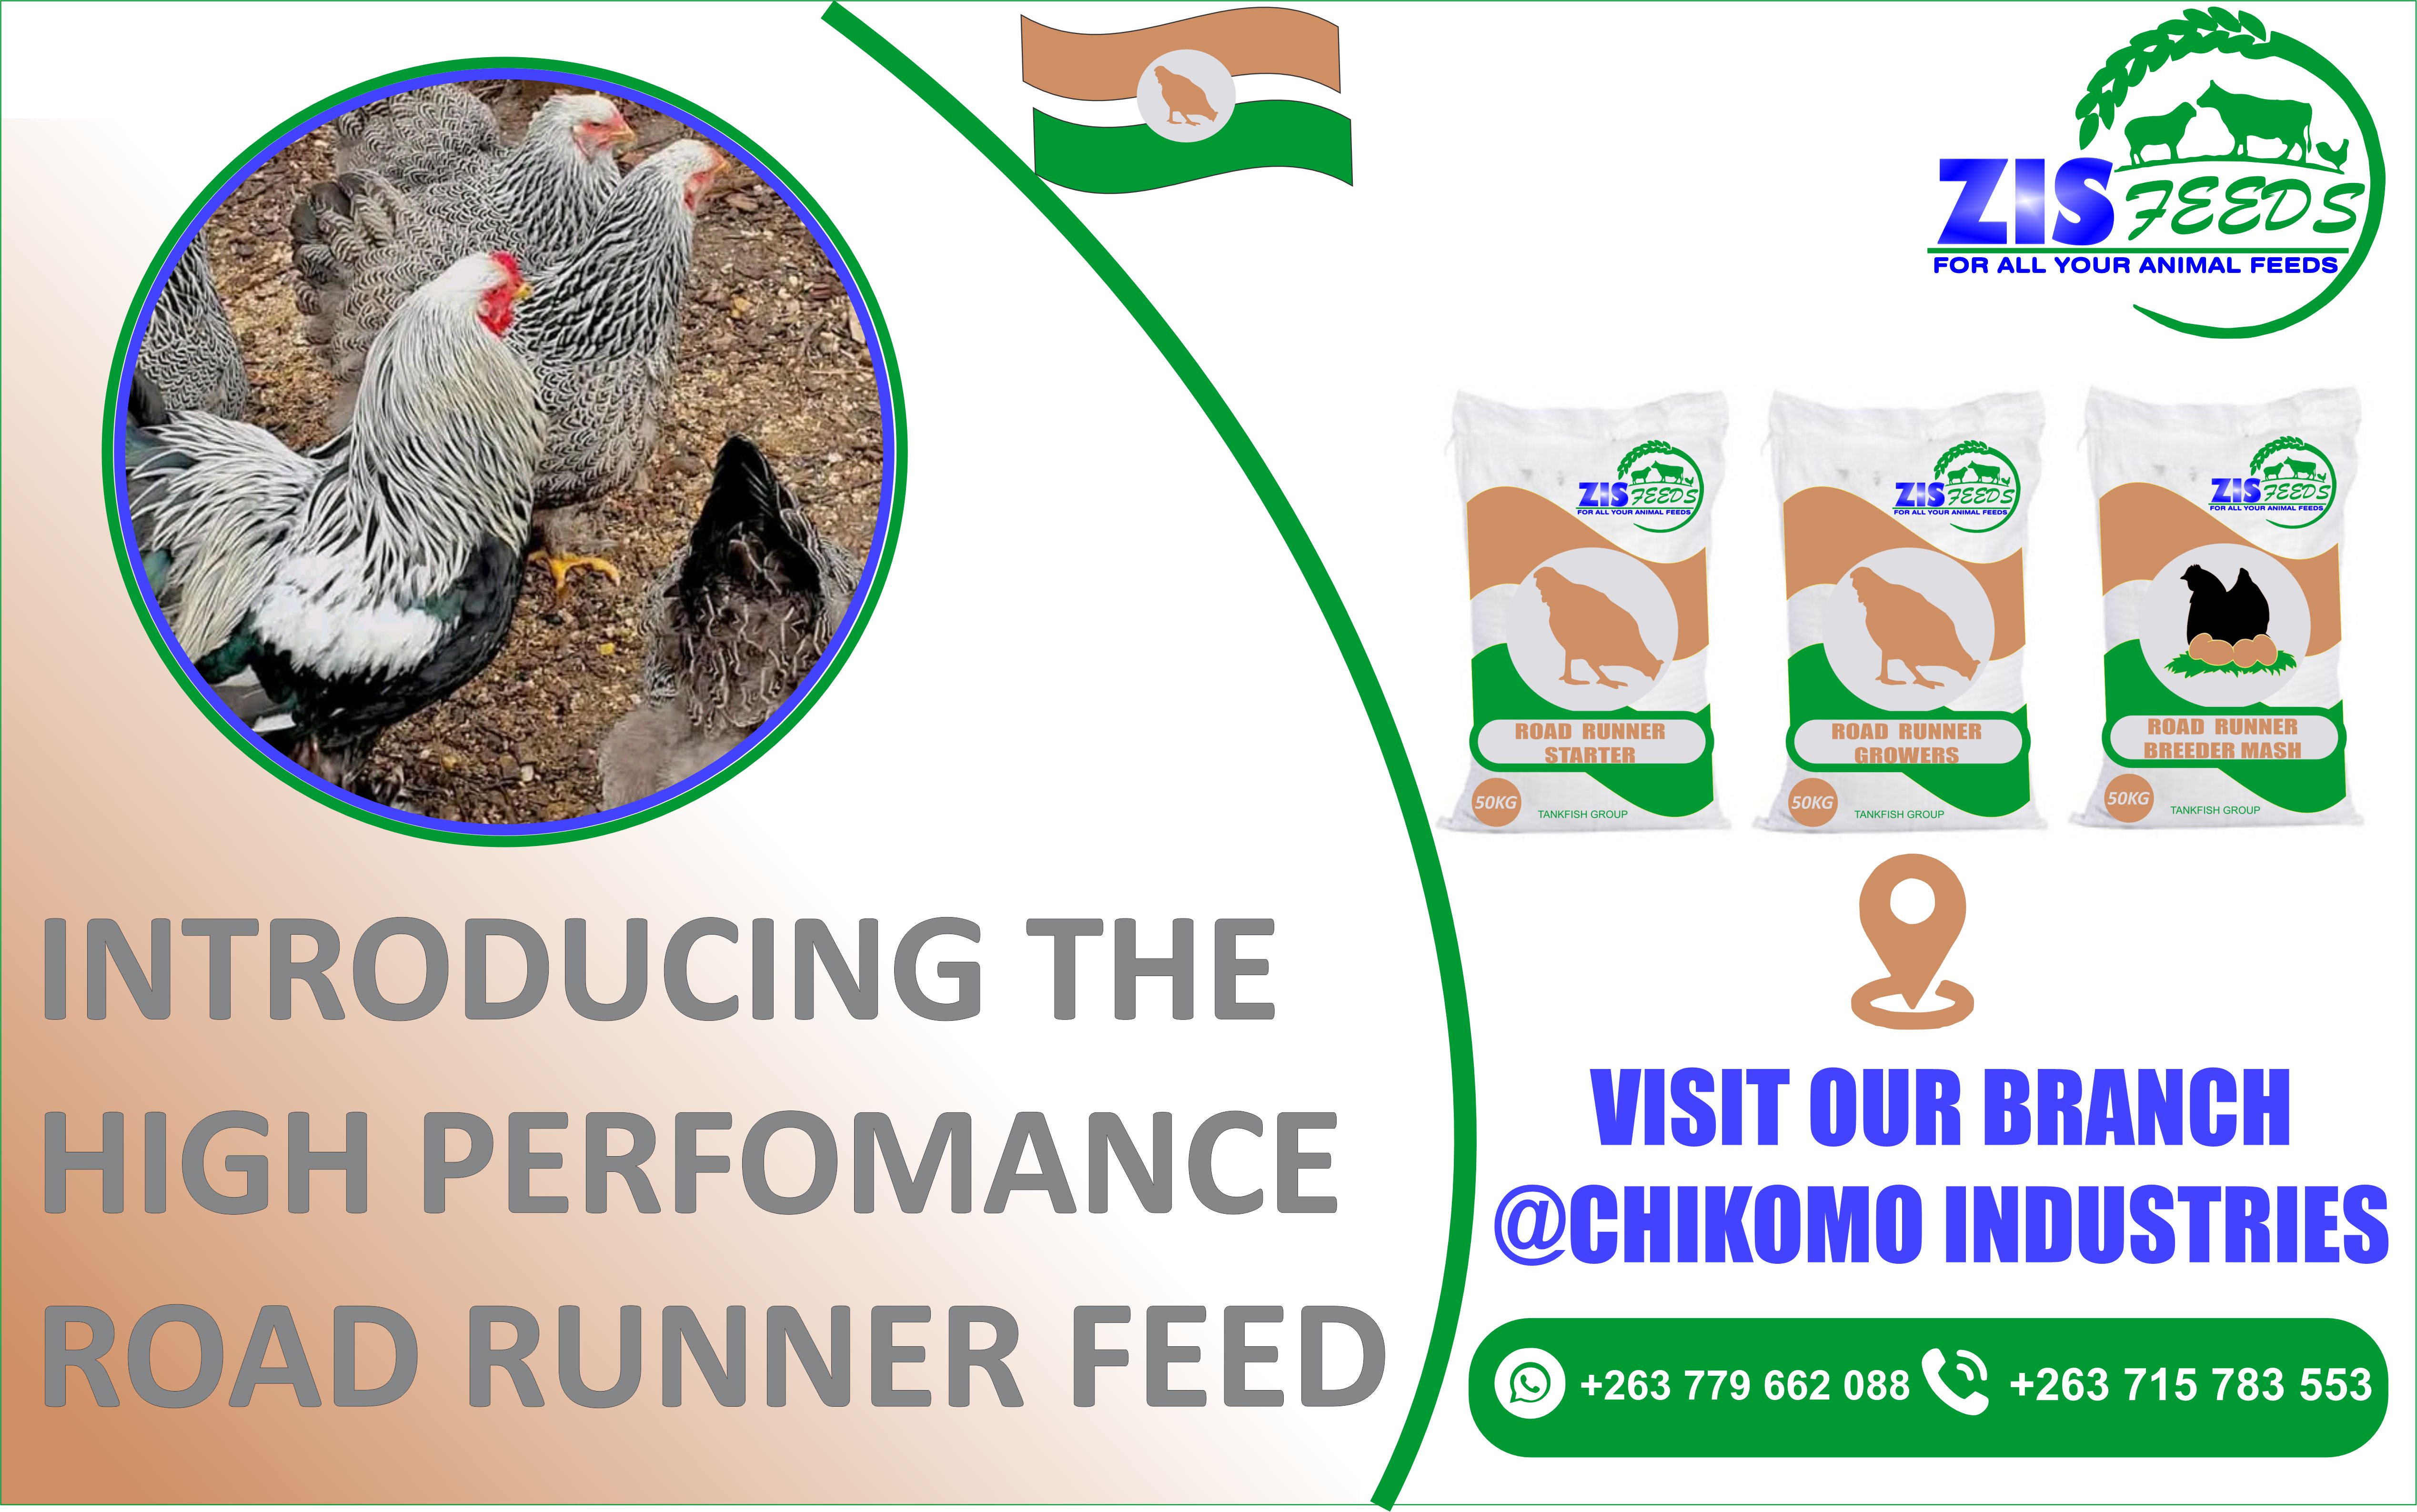 ZIS FEEDS
FOR ALL YOUR ANIMAL FEEDS
ZIS FEEDS
FOR ALL YOUR ANIMAL FEEDS
ROAD RUNNER
STARTER
50KG
TANKFISH GROUP
ZIS FEEDS
FOR ALL YOUR ANIMAL FEEDS
ROAD RUNNER
GROWERS
50KG
TANKFISH GROUP
ZIS FEEDS
FOR ALL YOUR ANIMAL FEEDS
ROAD RUNNER
BREEDER MASH
50KG
TANKFISH GROUP
INTRODUCING THE
HIGH PERFOMANCE
ROAD RUNNER FEED
VISIT OUR BRANCH
@CHIKOMO INDUSTRIES
+263 779 662 088 +263 715 783 553